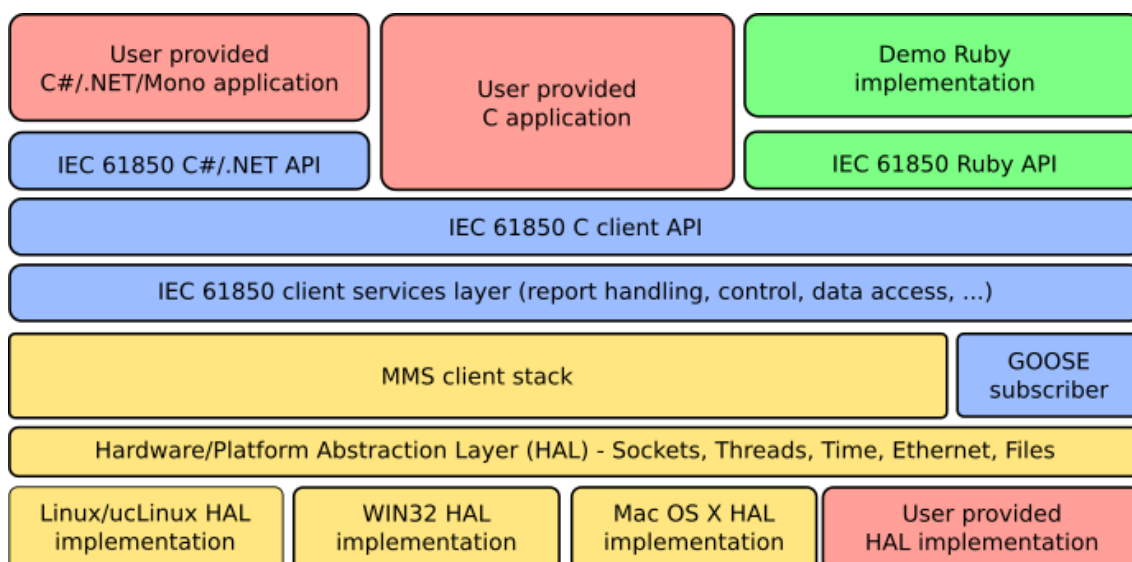 User provided
C#/.NET/Mono application
User provided
C application
Demo Ruby
implementation
IEC 61850 C#/.NET API
IEC 61850 Ruby API
IEC 61850 C client API
IEC 61850 client services layer (report handling, control, data access, ...)
MMS client stack
GOOSE
subscriber
Hardware/Platform Abstraction Layer (HAL) - Sockets, Threads, Time, Ethernet, Files
Linux/ucLinux HAL
implementation
WIN32 HAL
implementation
Mac OS X HAL
implementation
User provided
HAL implementation